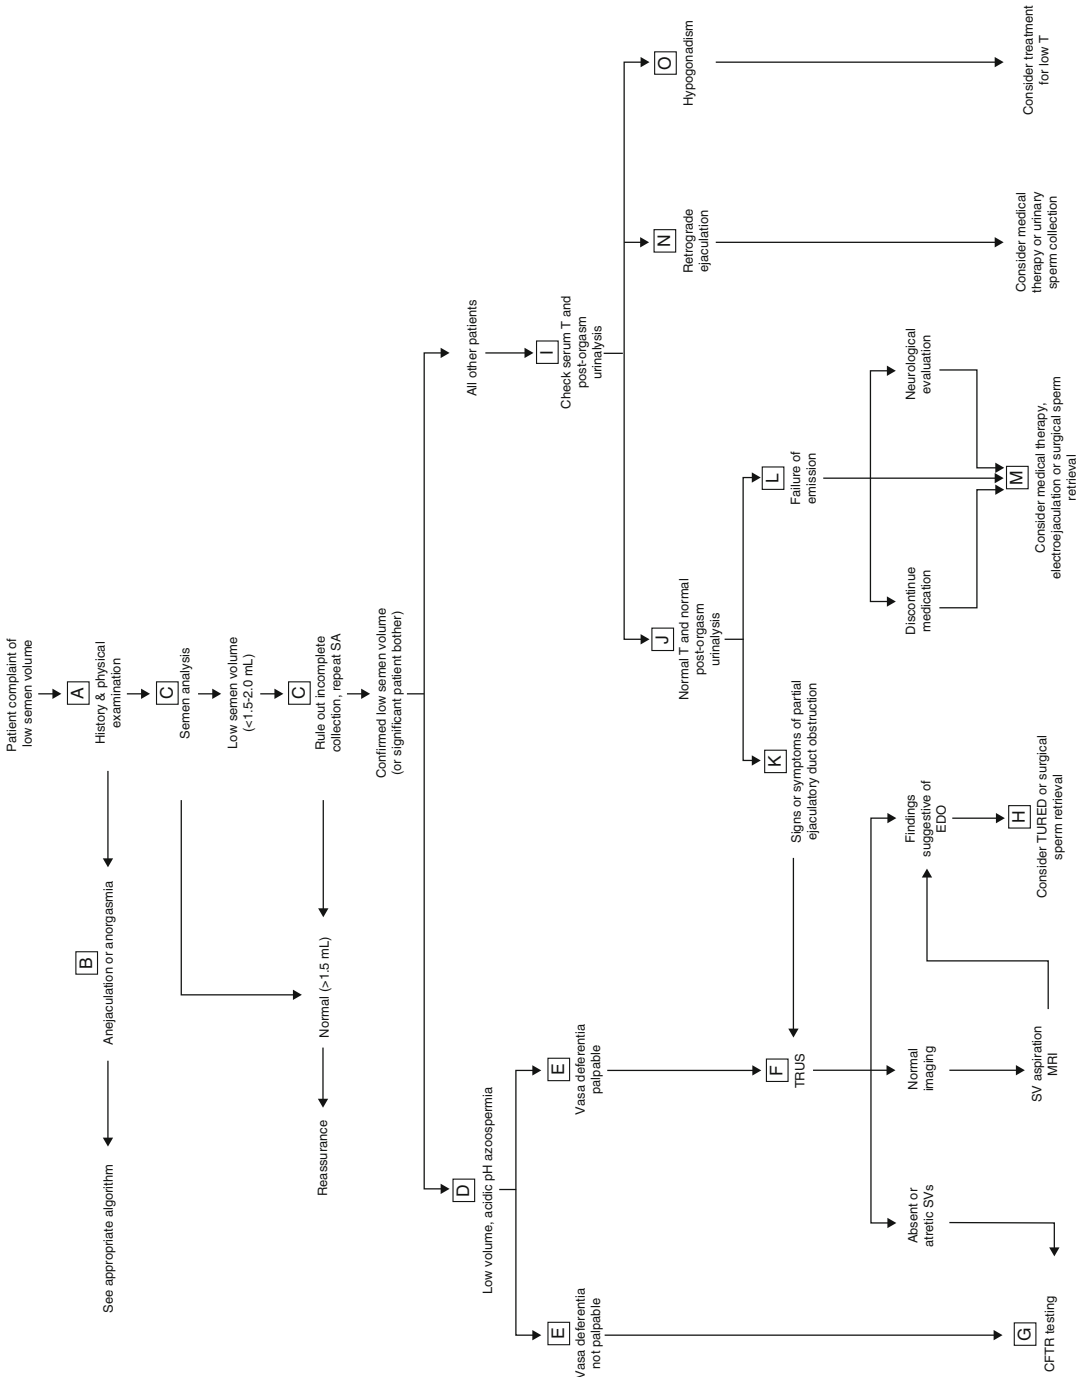 Patient complaint of
low semen volume
A
History & physical
examination
B
Anejaculation or anorgasmia
See appropriate algorithm
C
Semen analysis
Low semen volume
(<1.5-2.0 mL)
C
Rule out incomplete
collection, repeat SA
Normal (>1.5 mL)
Reassurance
Confirmed low semen volume
(or significant patient bother)
D
Low volume, acidic pH azoospermia
All other patients
E
Vasa deferentia
not palpable
E
Vasa deferentia
palpable
I
Check serum T and
post-orgasm
urinalysis
J
Normal T and normal
post-orgasm
urinalysis
N
Retrograde
ejaculation
O
Hypogonadism
F
TRUS
K
Signs or symptoms of partial
ejaculatory duct obstruction
L
Failure of
emission
Absent or
atretic SVs
Normal
imaging
Findings
suggestive of
EDO
Discontinue
medication
Neurological
evaluation
G
CFTR testing
SV aspiration
MRI
H
Consider TURED or surgical
sperm retrieval
M
Consider medical therapy,
electroejaculation or surgical sperm
retrieval
Consider medical
therapy or urinary
sperm collection
Consider treatment
for low T